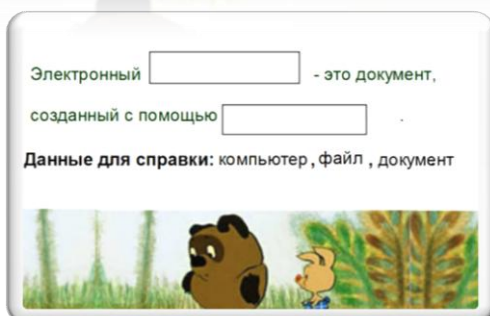 Электронный - это документ,
созданный с помощью .
Данные для справки: компьютер, файл, документ